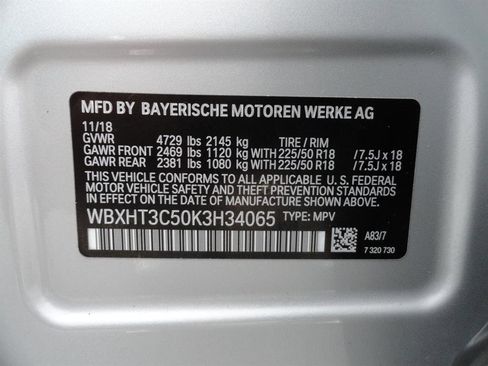 MFD BY BAYERISCHE MOTOREN WERKE AG
11/18
GVWR 4729 lbs 2145 kg TIRE / RIM
GAWR FRONT 2469 lbs 1120 kg WITH 225/50 R18 /7.5J x 18
GAWR REAR 2381 lbs 1080 kg WITH 225/50 R18 /7.5J x 18
THIS VEHICLE CONFORMS TO ALL APPLICABLE U. S. FEDERAL
MOTOR VEHICLE SAFETY AND THEFT PREVENTION STANDARDS
IN EFFECT ON THE DATE OF MANUFACTURE SHOWN ABOVE.
WBXHT3C50K3H34065 TYPE: MPV
A83/7
7 320 730